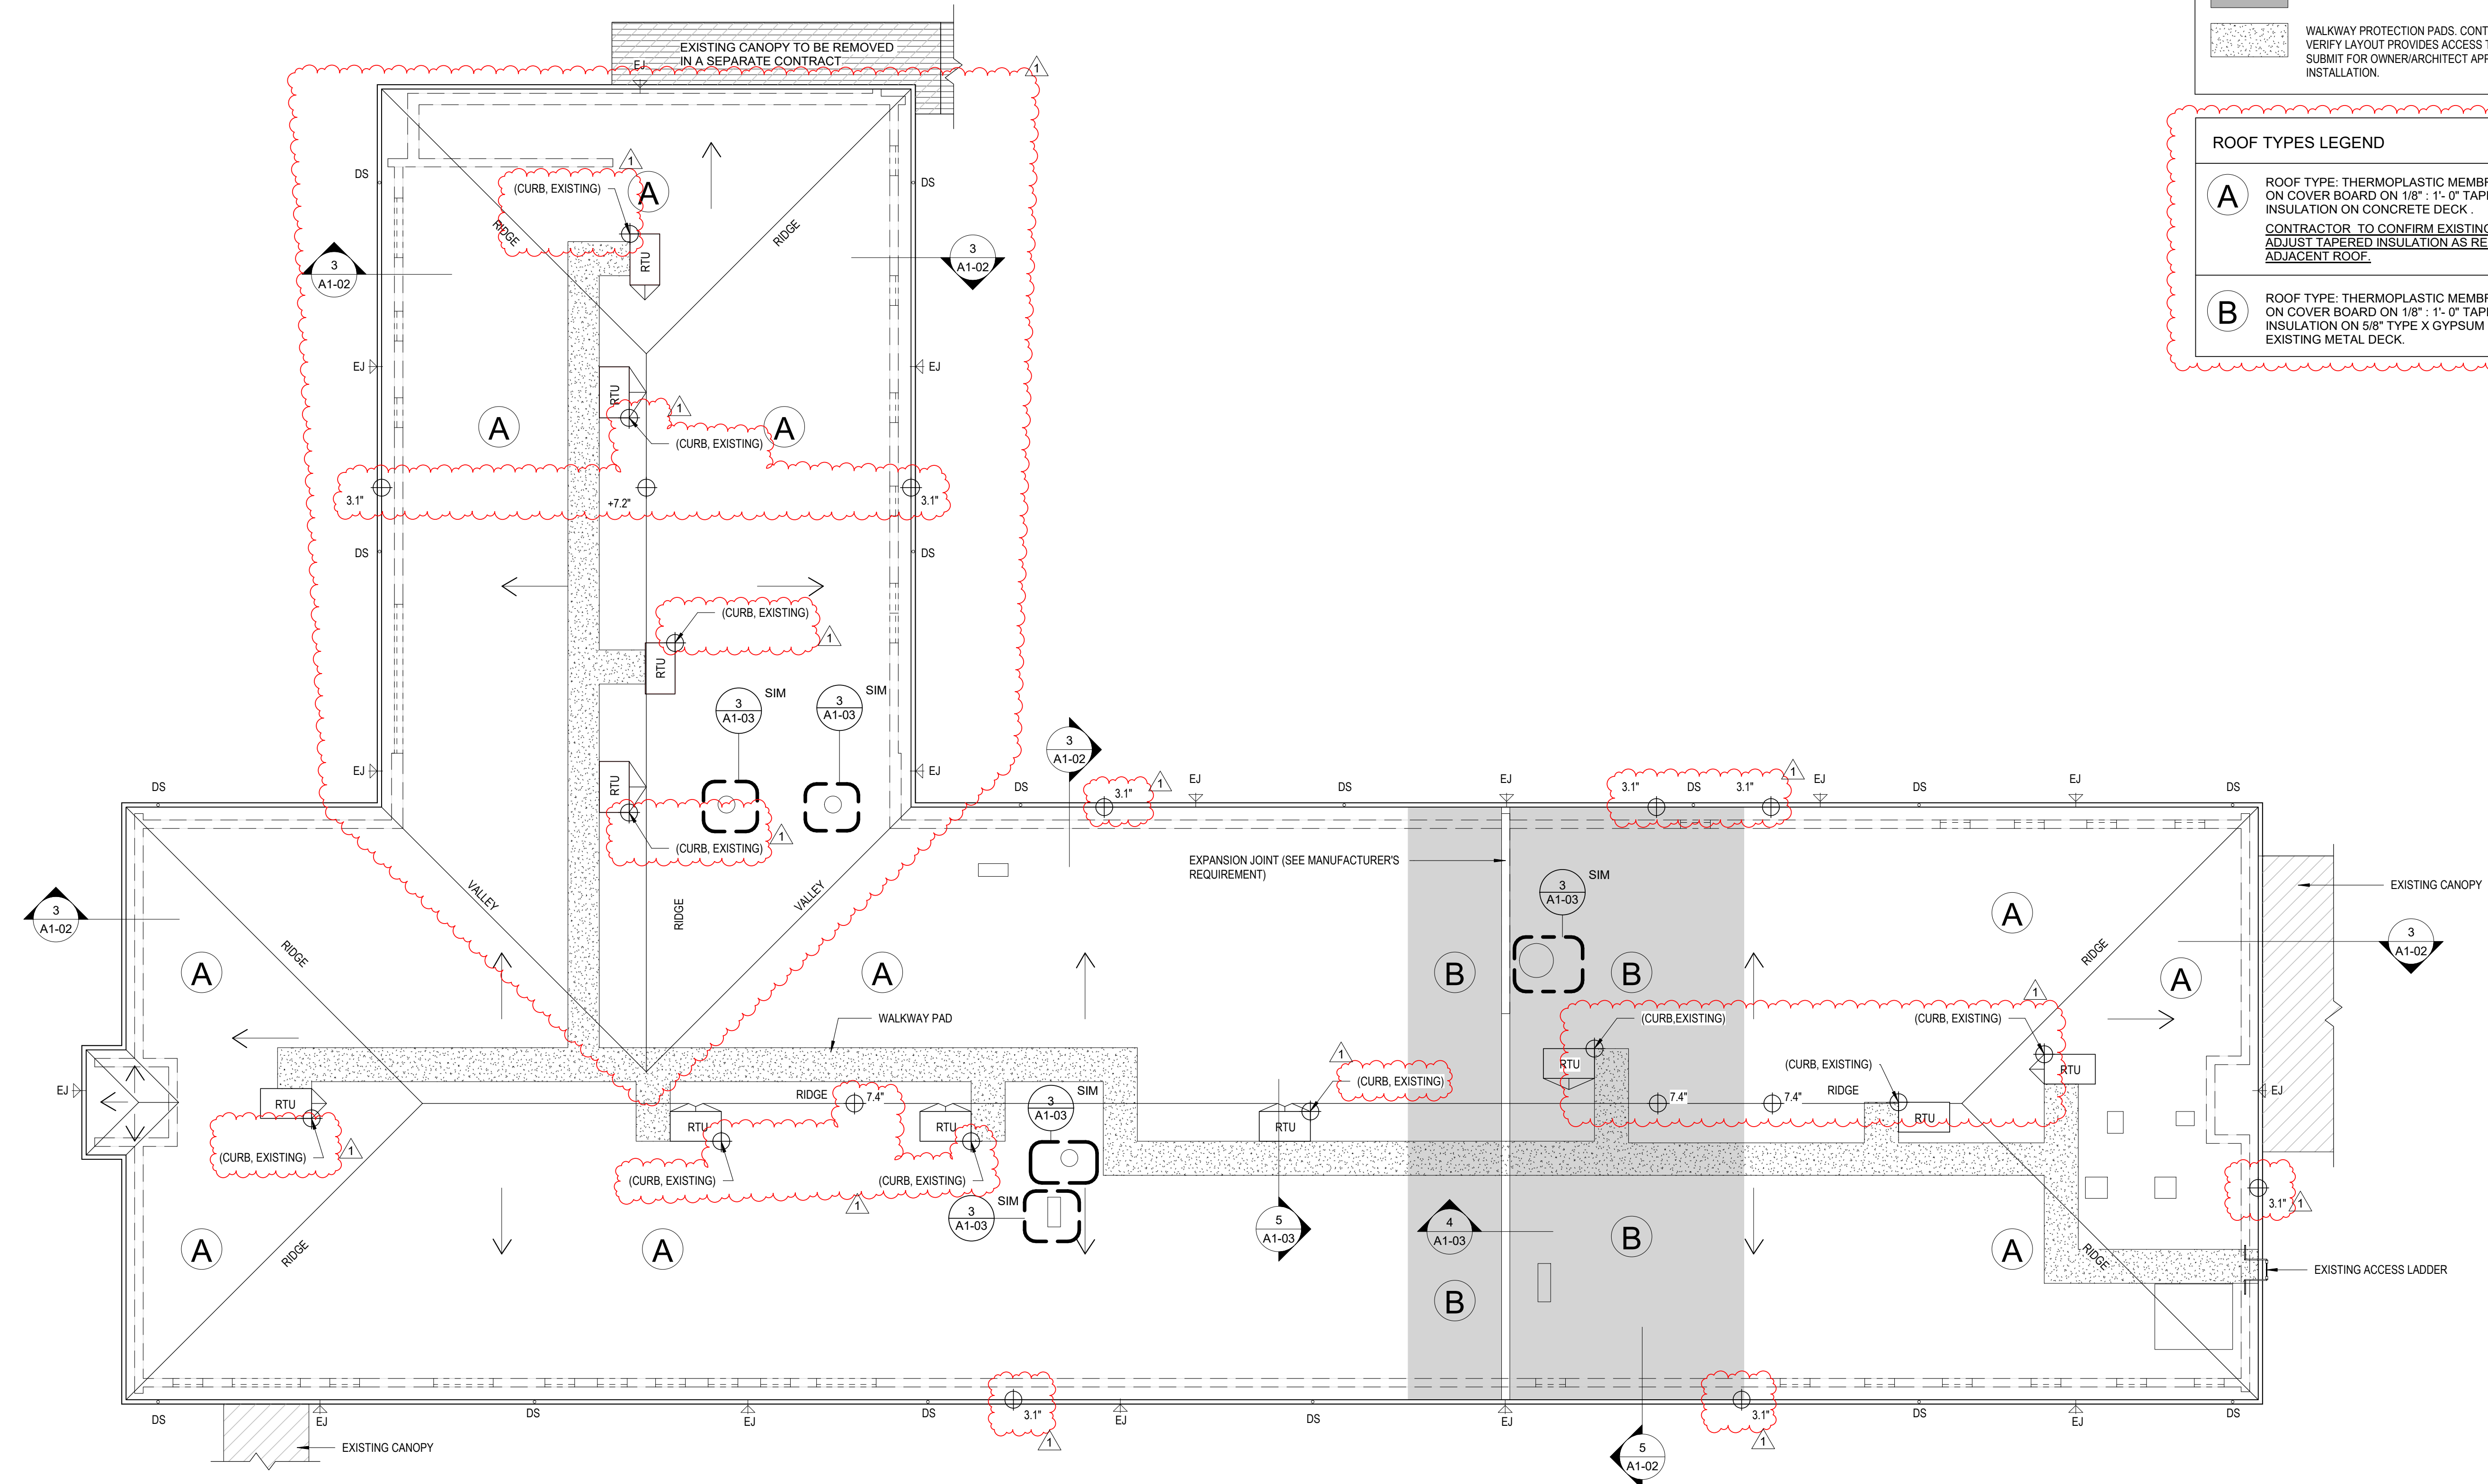 EXISTING CANOPY TO BE REMOVED
IN A SEPARATE CONTRACT
EJ
1
WALKWAY PROTECTION PADS. CONT
VERIFY LAYOUT PROVIDES ACCESS T
SUBMIT FOR OWNER/ARCHITECT APP
INSTALLATION.
ROOF TYPES LEGEND
A
ROOF TYPE: THERMOPLASTIC MEMBR
ON COVER BOARD ON 1/8" : 1'- 0" TAPE
INSULATION ON CONCRETE DECK .
CONTRACTOR TO CONFIRM EXISTING
ADJUST TAPERED INSULATION AS RE
ADJACENT ROOF.
B
ROOF TYPE: THERMOPLASTIC MEMBR
ON COVER BOARD ON 1/8" : 1'- 0" TAPE
INSULATION ON 5/8" TYPE X GYPSUM
EXISTING METAL DECK.
1
DS
(CURB, EXISTING)
A
DS
RIDGE
RIDGE
3
A1-02
RTU
3
A1-02
EJ
EJ
RTU
1
A
A
(CURB, EXISTING)
3.1"
+7.2"
3.1"
DS
DS
(CURB, EXISTING)
1
RTU
3
A1-03
SIM
3
A1-03
SIM
3
A1-02
EJ
RTU
EJ
DS
DS
3.1"
1
EJ
DS
EJ
3.1"
DS
3.1"
1
EJ
DS
EJ
DS
(CURB, EXISTING)
1
EXPANSION JOINT (SEE MANUFACTURER'S
REQUIREMENT)
3
A1-03
SIM
EXISTING CANOPY
VALLEY
RIDGE
VALLEY
3
A1-02
A
3
A1-02
RIDGE
RIDGE
A
A
B
B
A
1
WALKWAY PAD
(CURB,EXISTING)
(CURB, EXISTING)
1
(CURB, EXISTING)
RTU
(CURB, EXISTING)
RTU
EJ
RTU
RIDGE
7.4"
3
A1-03
SIM
7.4"
7.4"
RIDGE
EJ
RTU
RTU
RTU
RTU
1
(CURB, EXISTING)
(CURB, EXISTING)
(CURB, EXISTING)
1
3
A1-03
SIM
3.1"
1
5
A1-03
4
A1-03
B
A
RIDGE
A
A
RIDGE
EXISTING ACCESS LADDER
B
DS
EJ
DS
EJ
DS
3.1"
1
EJ
DS
EJ
3.1"
1
DS
EJ
DS
EXISTING CANOPY
5
A1-02